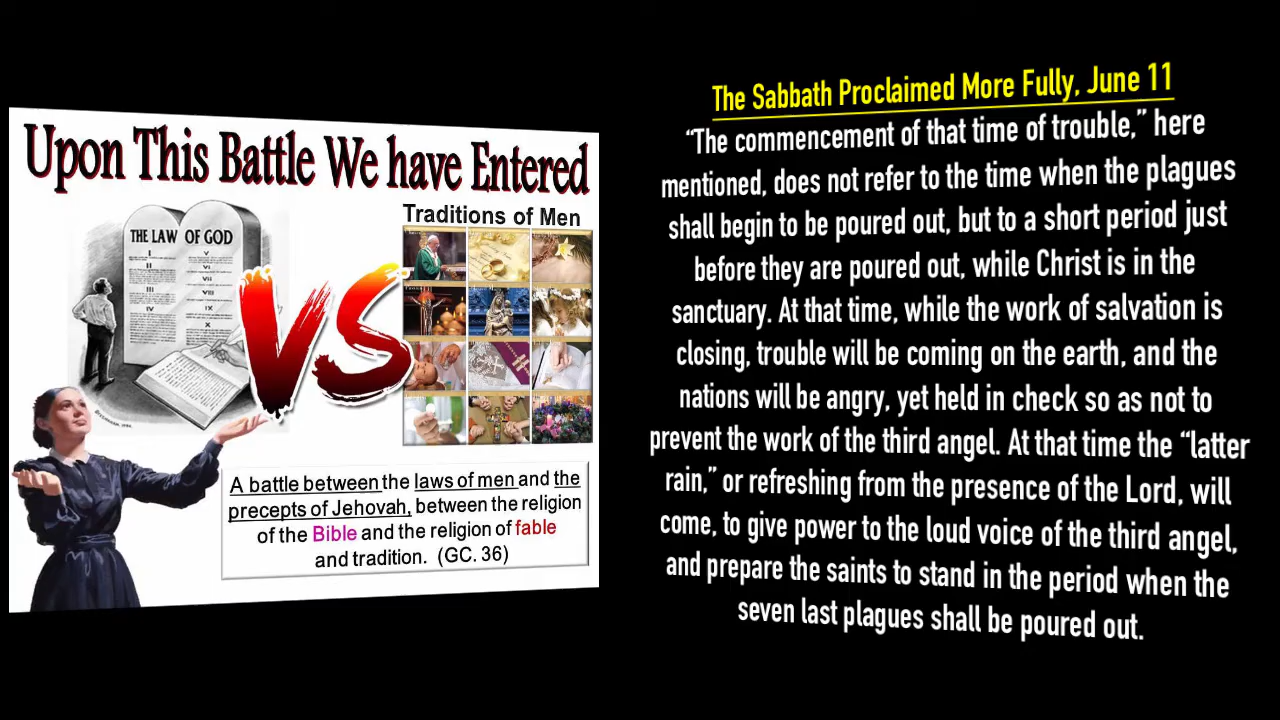 Upon This Battle We have Entered
Traditions of Men
THE LAW OF GOD
I
II
III
IV
V
VI
VII
VIII
IX
X
VS
A battle between the laws of men and the
precepts of Jehovah, between the religion
of the Bible and the religion of fable
and tradition. (GC. 36)
The Sabbath Proclaimed More Fully, June 11
“The commencement of that time of trouble,” here
mentioned, does not refer to the time when the plagues
shall begin to be poured out, but to a short period just
before they are poured out, while Christ is in the
sanctuary. At that time, while the work of salvation is
closing, trouble will be coming on the earth, and the
nations will be angry, yet held in check so as not to
prevent the work of the third angel. At that time the “latter
rain,” or refreshing from the presence of the Lord, will
come, to give power to the loud voice of the third angel,
and prepare the saints to stand in the period when the
seven last plagues shall be poured out.